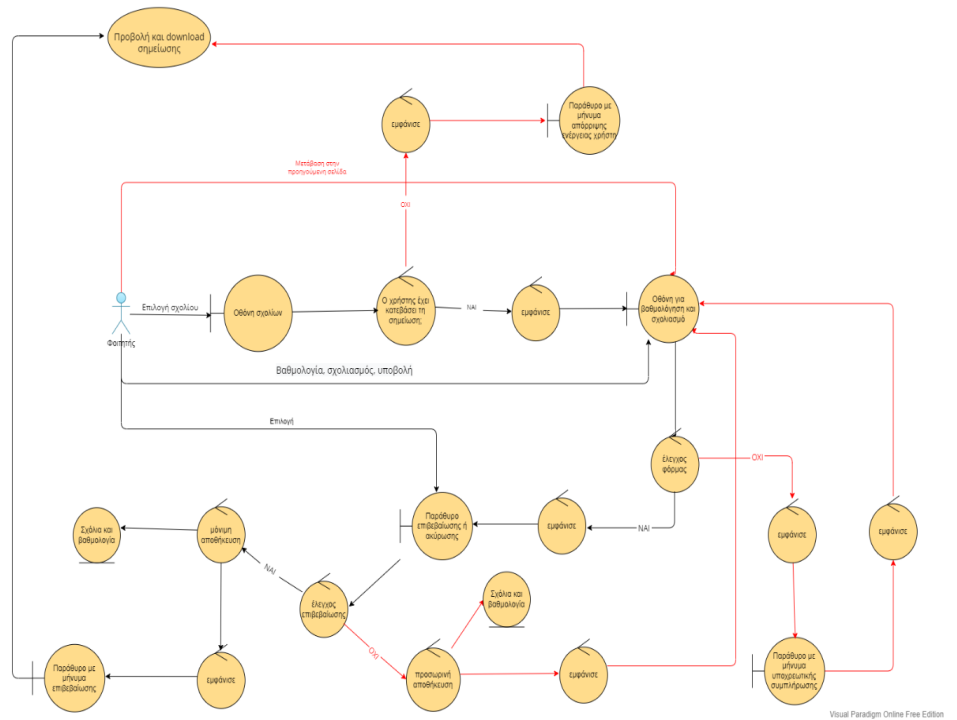 Προβολή και download
σημείωσης
εμφάνισε
Παράθυρο με
μήνυμα
απόρριψης
ενέργειας χρήστη
Μετάβαση στην
προηγούμενη σελίδα
ΟΧΙ
Φοιτητής
Επιλογή σχολίου
Οθόνη σχολίων
Ο χρήστης έχει
κατεβάσει τη
σημείωση;
ΝΑΙ
εμφάνισε
Οθόνη για
βαθμολόγηση και
σχολιασμό
Βαθμολογία, σχολιασμός, υποβολή
Επιλογή
έλεγχος
φόρμας
ΟΧΙ
ΝΑΙ
Σχόλια και
βαθμολογία
μόνιμη
αποθήκευση
Παράθυρο
επιβεβαίωσης ή
ακύρωσης
εμφάνισε
εμφάνισε
εμφάνισε
ΝΑΙ
έλεγχος
επιβεβαίωσης
Σχόλια και
βαθμολογία
ΟΧΙ
Παράθυρο με
μήνυμα
επιβεβαίωσης
εμφάνισε
προσωρινή
αποθήκευση
εμφάνισε
Παράθυρο με
μήνυμα
υποχρεωτικής
συμπλήρωσης
Visual Paradigm Online Free Edition